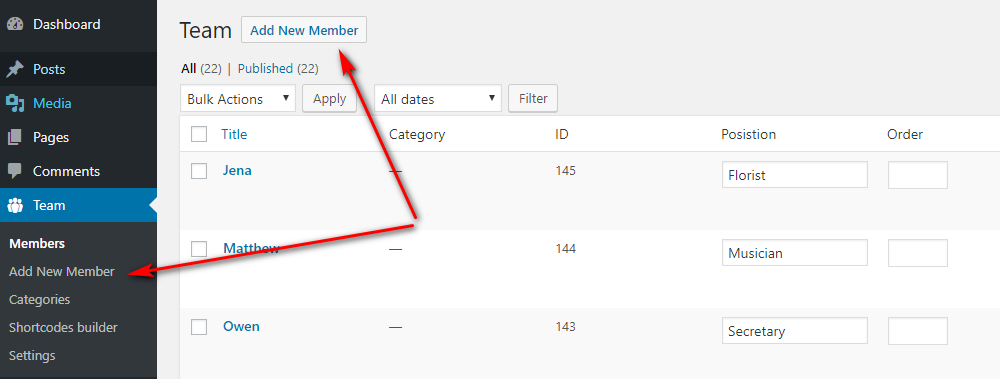 Dashboard
Posts
Media
Pages
Comments
Team
Members
Add New Member
Categories
Shortcodes builder
Settings
Team Add New Member
All (22) | Published (22)
Bulk Actions Apply All dates Filter
Title Category ID Posistion Order
Jena — 145 Florist
Matthew — 144 Musician
Owen — 143 Secretary